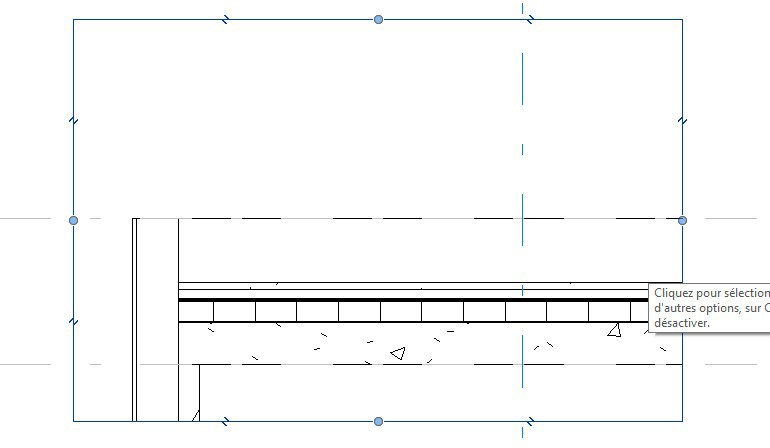 Cliquez pour sélection
d'autres options, sur C
désactiver.